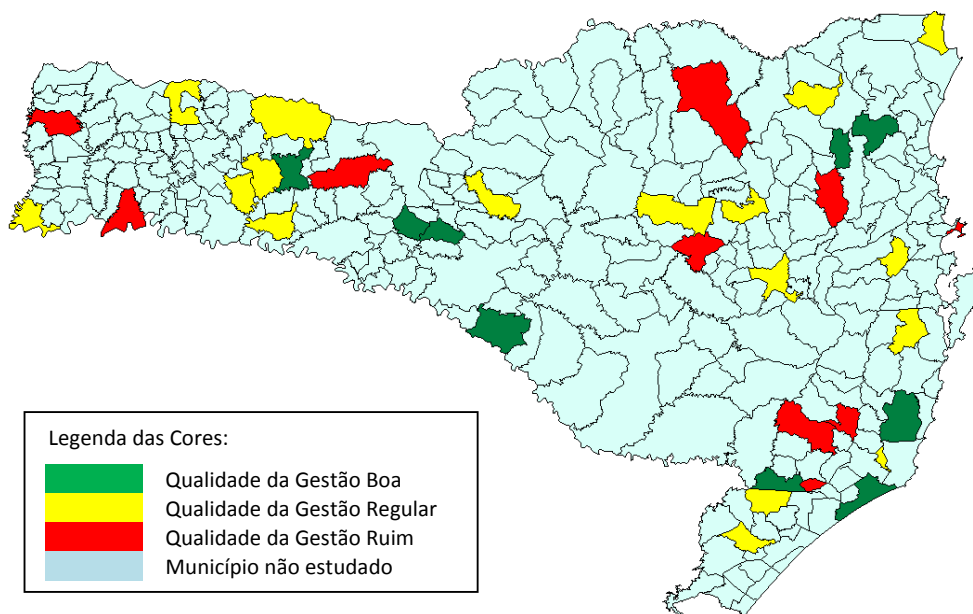 Legenda das Cores:
Qualidade da Gestão Boa
Qualidade da Gestão Regular
Qualidade da Gestão Ruim
Município não estudado